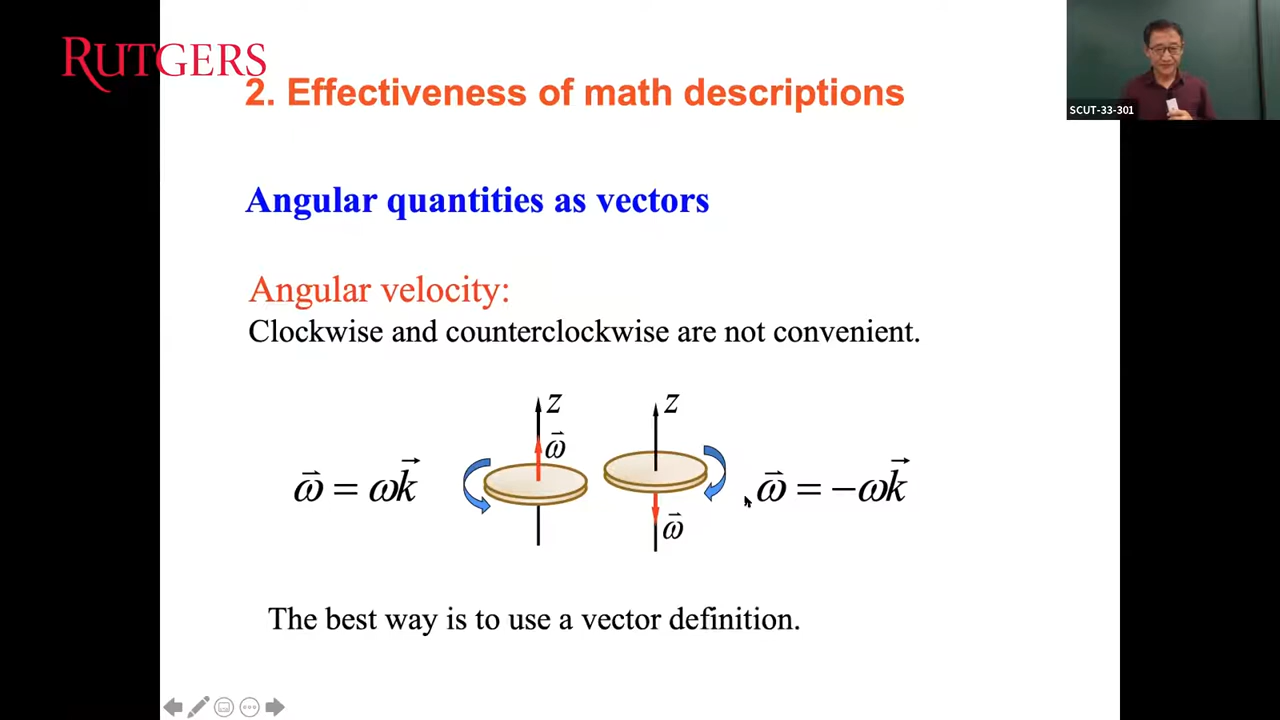 RUTGERS
SCUT-33-301
2. Effectiveness of math descriptions
Angular quantities as vectors
Angular velocity:
Clockwise and counterclockwise are not convenient.
z
z
ω⃗
ω⃗ = ωk⃗
ω⃗ = −ωk⃗
ω⃗
The best way is to use a vector definition.